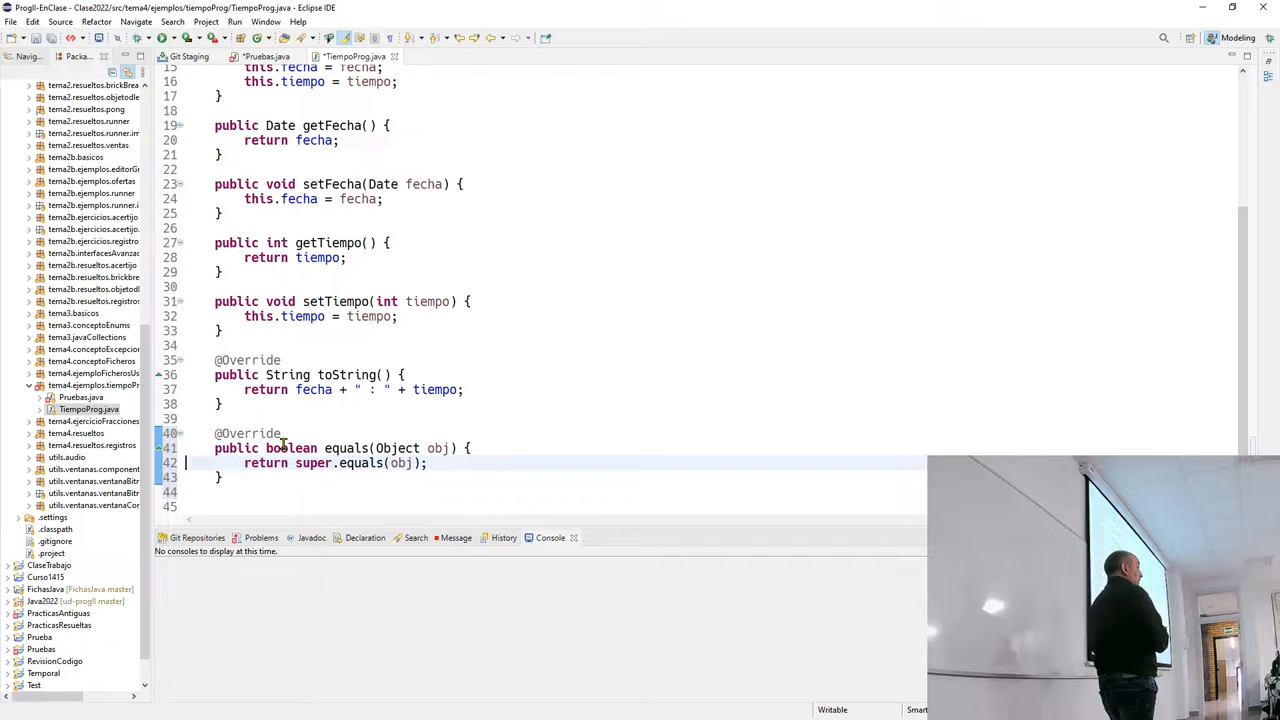 ProgII-EnClase - Clase2022/src/tema4/ejemplos/tiempoProg/TiempoProg.java - Eclipse IDE
File Edit Source Refactor Navigate Search Project Run Window Help
Modeling
Navig... Packa... Git Staging *Pruebas.java *TiempoProg.java
tema2.resueltos.brickBrea
tema2.resueltos.objetodle
tema2.resueltos.pong
tema2.resueltos.runner
tema2.resueltos.runner.im
tema2.resueltos.ventas
tema2b.basicos
tema2b.ejemplos.editorGr
tema2b.ejemplos.ofertas
tema2b.ejemplos.runner
tema2b.ejemplos.runner.i
tema2b.ejercicios.acertijo
tema2b.ejercicios.registro
tema2b.interfacesAvanzac
tema2b.resueltos.acertijo
tema2b.resueltos.brickbre
tema2b.resueltos.objetodl
tema2b.resueltos.registros
tema3.basicos
tema3.conceptoEnums
tema3.javaCollections
tema4.conceptoExcepcion
tema4.conceptoFicheros
tema4.ejemploFicherosUs
tema4.ejemplos.tiempoPr
Pruebas.java
TiempoProg.java
tema4.ejercicioFracciones
tema4.resueltos
tema4.resueltos.registros
utils.audio
utils.ventanas.component
utils.ventanas.ventanaBitr
utils.ventanas.ventanaBitr
utils.ventanas.ventanaCor
.settings
.classpath
.gitignore
.project
ClaseTrabajo
Curso1415
FichasJava [FichasJava master]
Java2022 [ud-progII master]
PracticasAntiguas
PracticasResueltas
Prueba
Pruebas
RevisionCodigo
Temporal
Test
15 this.fecha = fecha;
16 this.tiempo = tiempo;
17 }
18
19 public Date getFecha() {
20 return fecha;
21 }
22
23 public void setFecha(Date fecha) {
24 this.fecha = fecha;
25 }
26
27 public int getTiempo() {
28 return tiempo;
29 }
30
31 public void setTiempo(int tiempo) {
32 this.tiempo = tiempo;
33 }
34
35 @Override
36 public String toString() {
37 return fecha + " : " + tiempo;
38 }
39
40 @Override
41 public boolean equals(Object obj) {
42 return super.equals(obj);
43 }
44
45
Git Repositories Problems Javadoc Declaration Search Message History Console
No consoles to display at this time.
Writable Smar